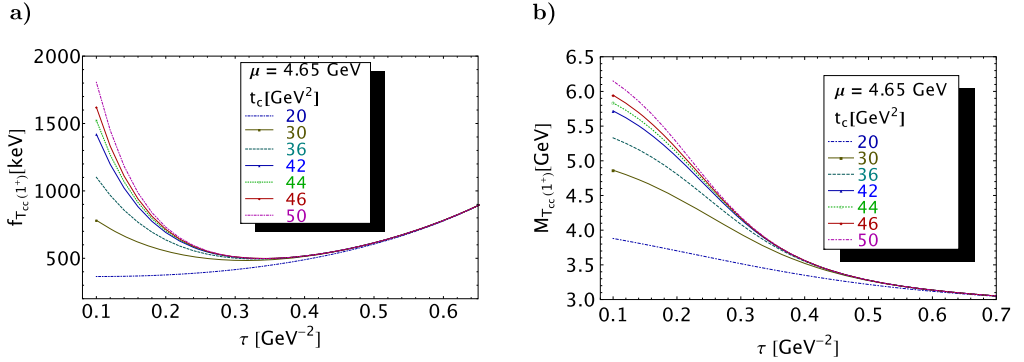 a)
f_{T_{cc}(1^+)}[keV]
2000
1500
1000
500
μ = 4.65 GeV
t_c[GeV²]
20
30
36
42
44
46
50
0.1 0.2 0.3 0.4 0.5 0.6
τ [GeV⁻²]
b)
M_{T_{cc}(1^+)}[GeV]
6.5
6.0
5.5
5.0
4.5
4.0
3.5
3.0
μ = 4.65 GeV
t_c[GeV²]
20
30
36
42
44
46
50
0.1 0.2 0.3 0.4 0.5 0.6 0.7
τ [GeV⁻²]